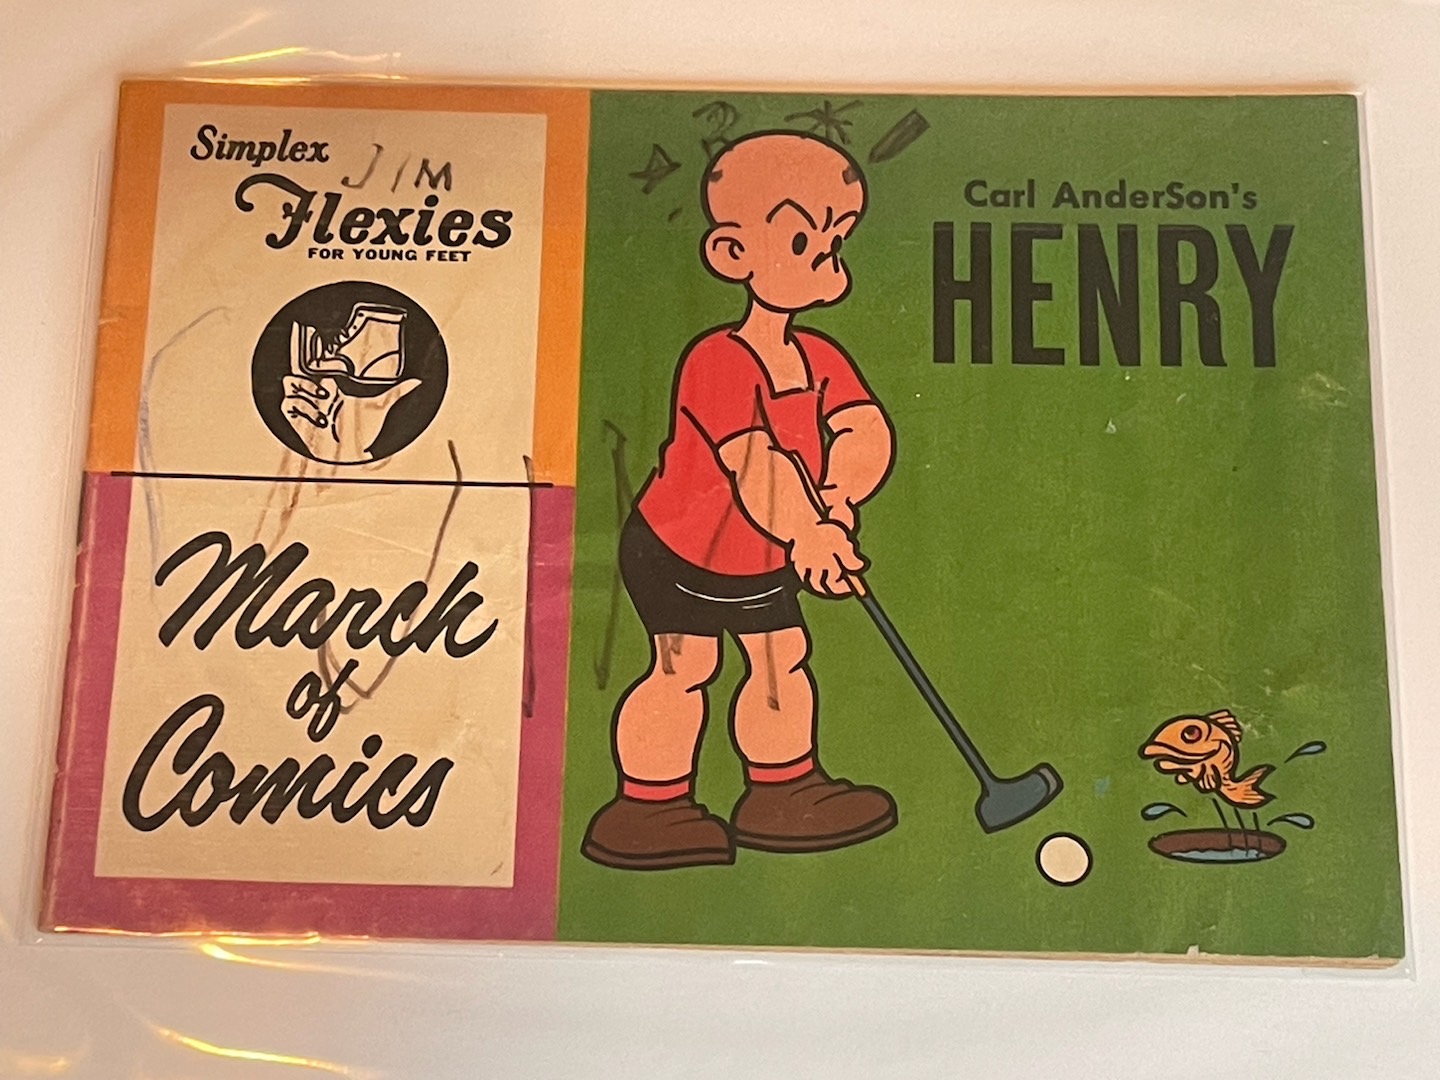 Simplex
JIM
Flexies
FOR YOUNG FEET
March
of
Comics
Carl AnderSon's
HENRY